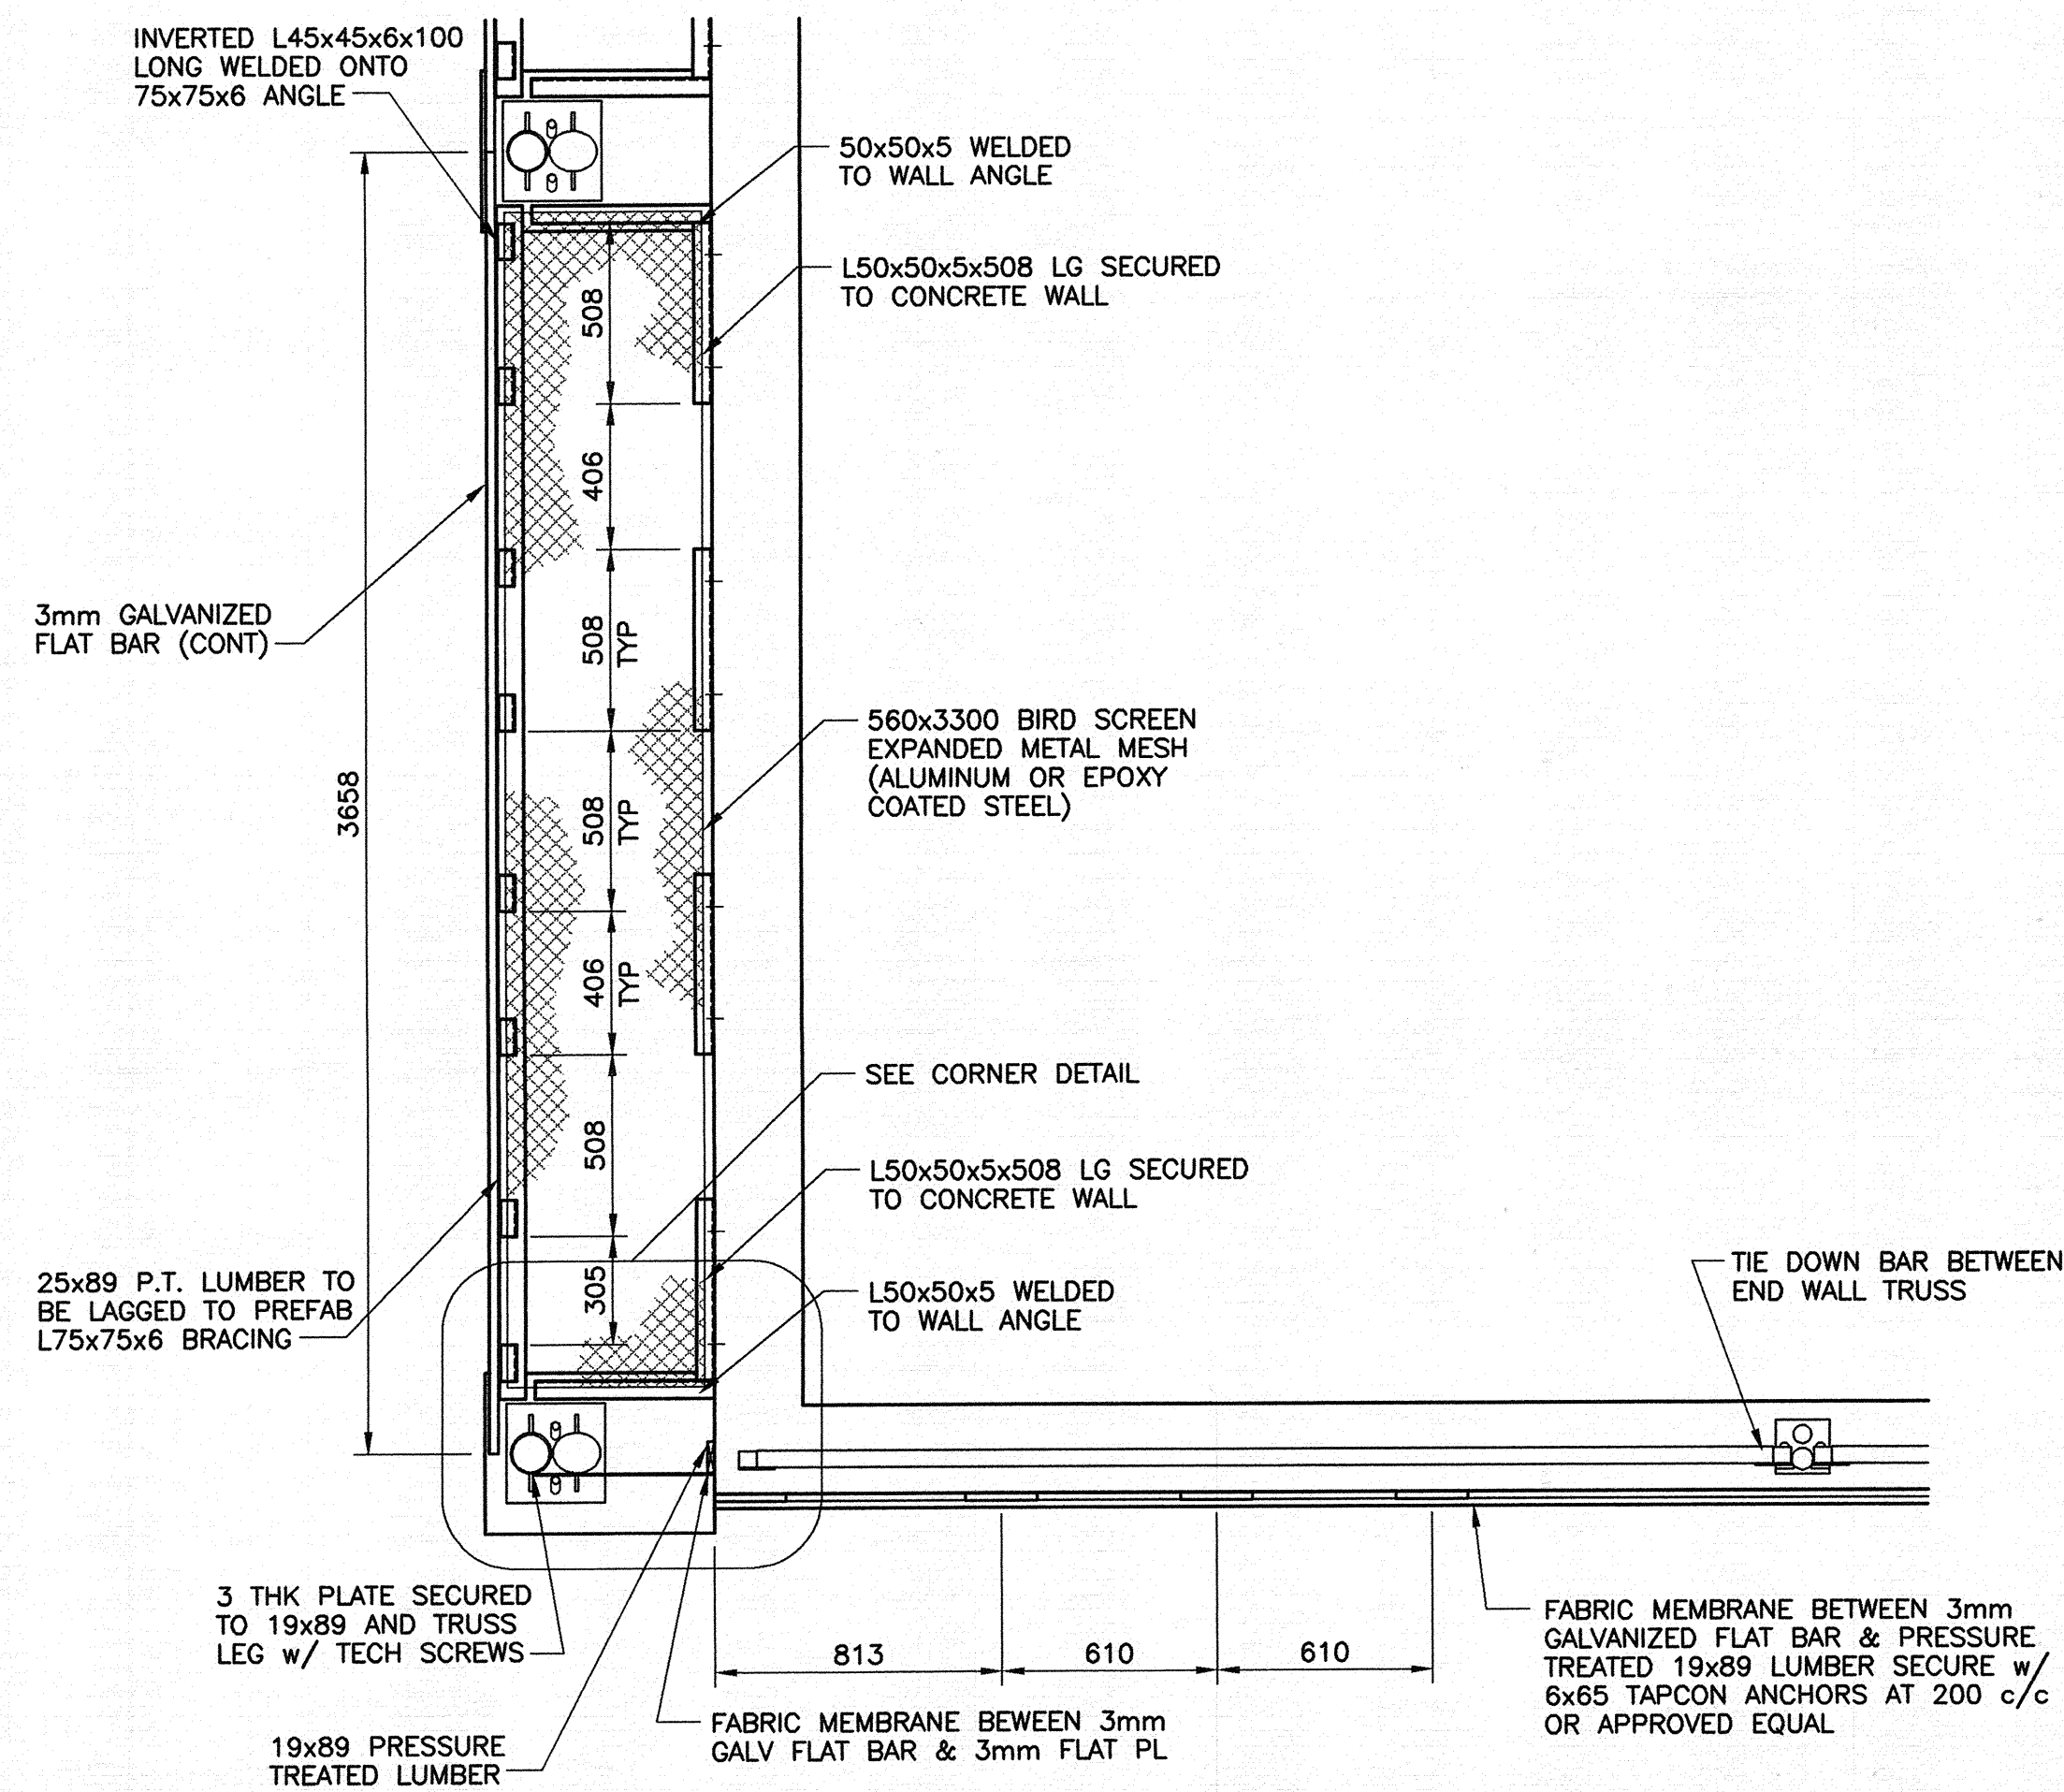 INVERTED L45x45x6x100
LONG WELDED ONTO
75x75x6 ANGLE
50x50x5 WELDED
TO WALL ANGLE
L50x50x5x508 LG SECURED
TO CONCRETE WALL
508
406
3mm GALVANIZED
FLAT BAR (CONT)
508
TYP
560x3300 BIRD SCREEN
EXPANDED METAL MESH
(ALUMINUM OR EPOXY
COATED STEEL)
3658
508
TYP
406
TYP
SEE CORNER DETAIL
508
L50x50x5x508 LG SECURED
TO CONCRETE WALL
25x89 P.T. LUMBER TO
BE LAGGED TO PREFAB
L75x75x6 BRACING
305
L50x50x5 WELDED
TO WALL ANGLE
TIE DOWN BAR BETWEEN
END WALL TRUSS
3 THK PLATE SECURED
TO 19x89 AND TRUSS
LEG w/ TECH SCREWS
813
610
610
FABRIC MEMBRANE BETWEEN 3mm
GALVANIZED FLAT BAR & PRESSURE
TREATED 19x89 LUMBER SECURE w/
6x65 TAPCON ANCHORS AT 200 c/c
OR APPROVED EQUAL
19x89 PRESSURE
TREATED LUMBER
FABRIC MEMBRANE BEWEEN 3mm
GALV FLAT BAR & 3mm FLAT PL